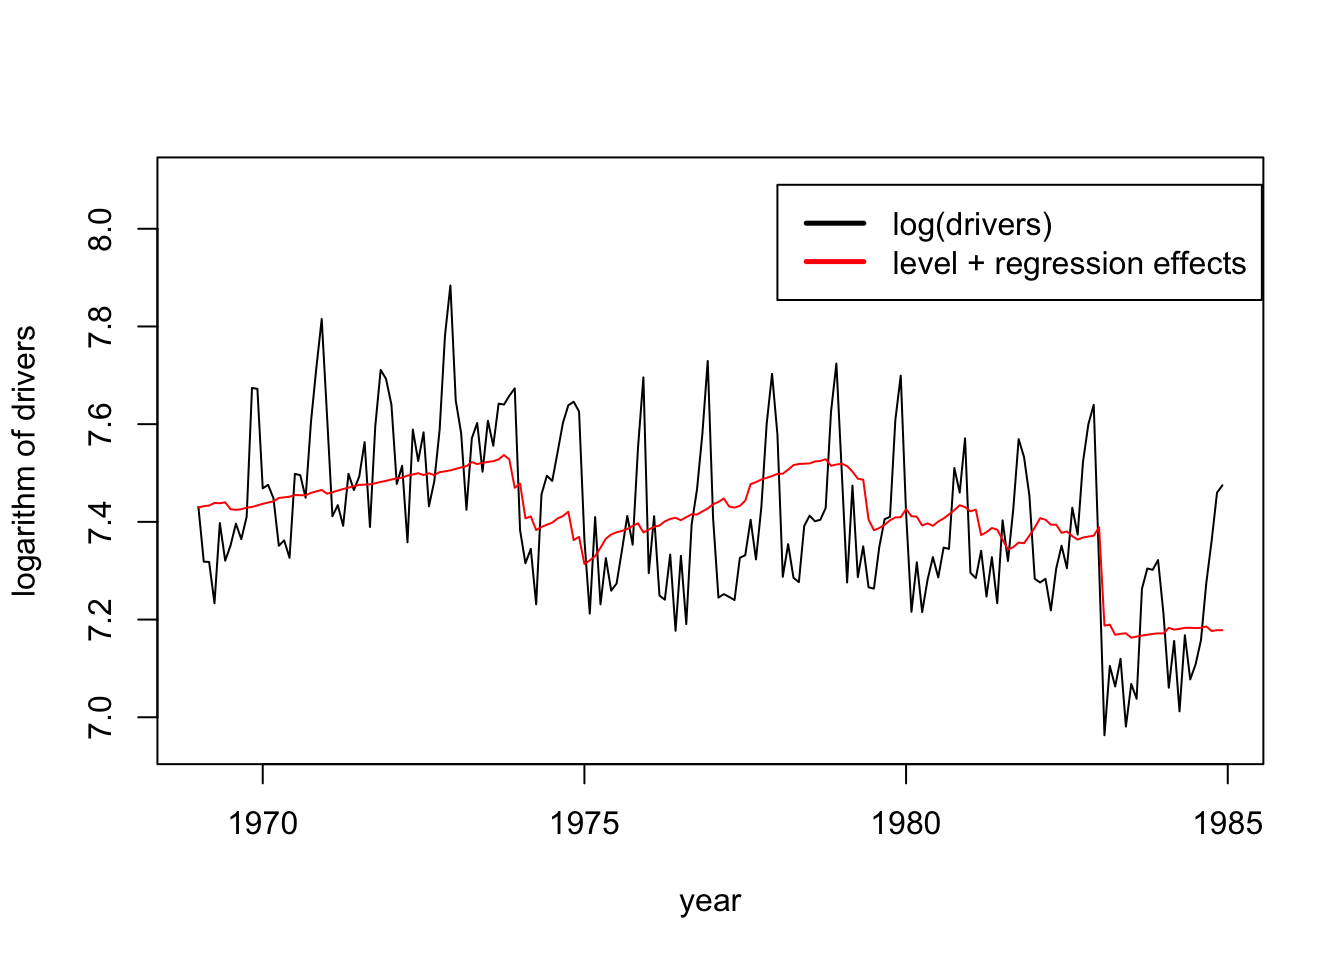 log(drivers)
level + regression effects
logarithm of drivers
8.0
7.8
7.6
7.4
7.2
7.0
1970
1975
1980
1985
year